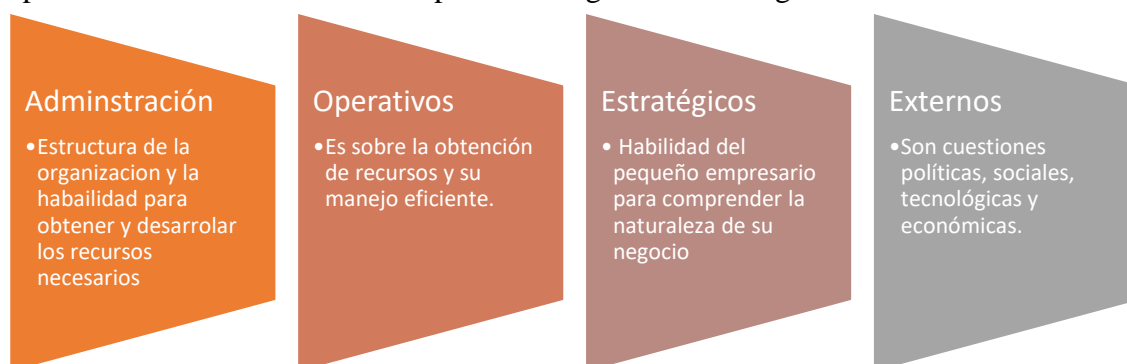 Adminstración
•Estructura de la
organizacion y la
habailidad para
obtener y desarrolar
los recursos
necesarios
Operativos
•Es sobre la obtención
de recursos y su
manejo eficiente.
Estratégicos
• Habilidad del
pequeño empresario
para comprender la
naturaleza de su
negocio
Externos
•Son cuestiones
políticas, sociales,
tecnológicas y
económicas.